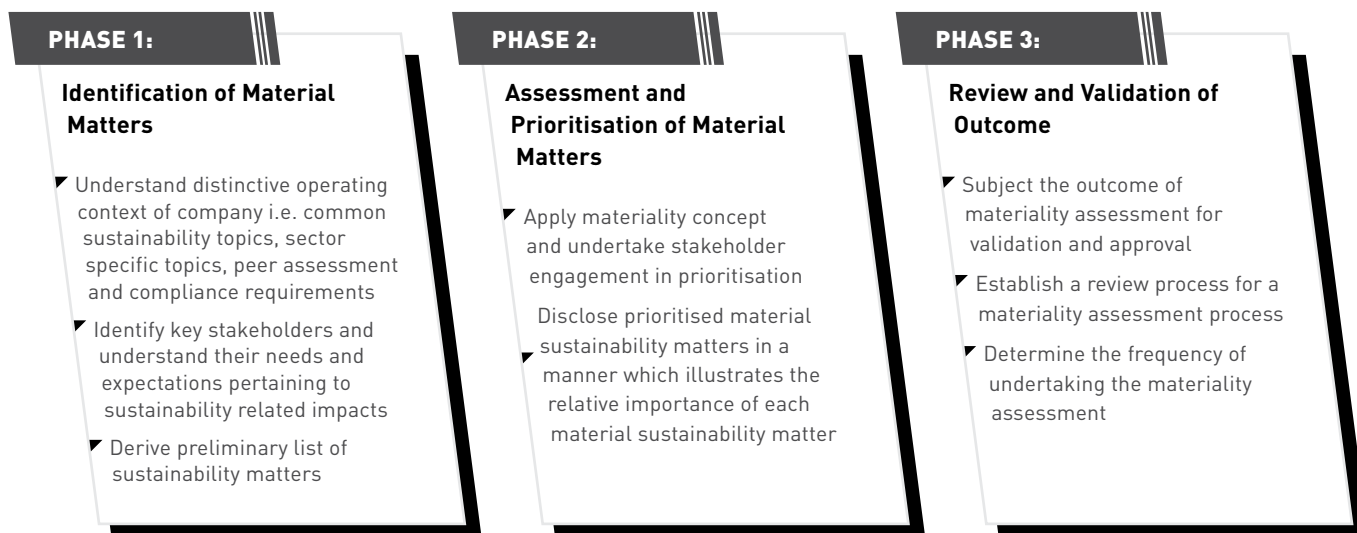 PHASE 1:
Identification of Material
Matters
Understand distinctive operating
context of company i.e. common
sustainability topics, sector
specific topics, peer assessment
and compliance requirements
Identify key stakeholders and
understand their needs and
expectations pertaining to
sustainability related impacts
Derive preliminary list of
sustainability matters
PHASE 2:
Assessment and
Prioritisation of Material
Matters
Apply materiality concept
and undertake stakeholder
engagement in prioritisation
Disclose prioritised material
sustainability matters in a
manner which illustrates the
relative importance of each
material sustainability matter
PHASE 3:
Review and Validation of
Outcome
Subject the outcome of
materiality assessment for
validation and approval
Establish a review process for a
materiality assessment process
Determine the frequency of
undertaking the materiality
assessment